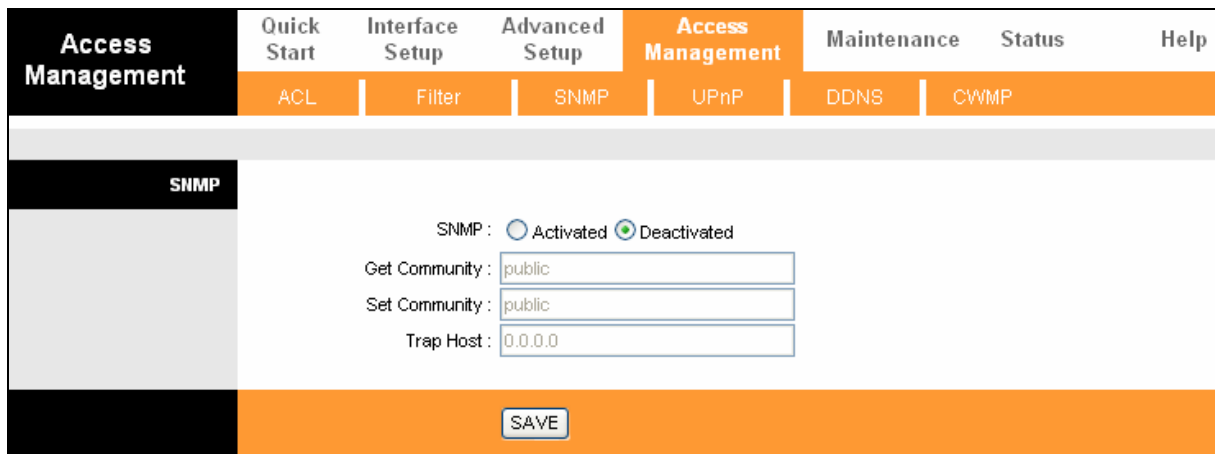 Access Management
Quick Start
Interface Setup
Advanced Setup
Access Management
Maintenance
Status
Help
ACL
Filter
SNMP
UPnP
DDNS
CWMP
SNMP
SNMP : Activated Deactivated
Get Community : public
Set Community : public
Trap Host : 0.0.0.0
SAVE